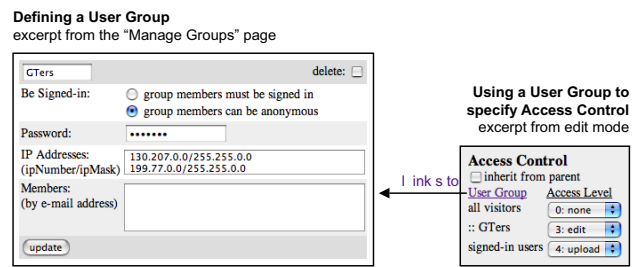 Defining a User Group
excerpt from the “Manage Groups” page
GTers delete:
Be Signed-in: group members must be signed in
group members can be anonymous
Password: •••••••
IP Addresses: 130.207.0.0/255.255.0.0
(ipNumber/ipMask) 199.77.0.0/255.255.0.0
Members:
(by e-mail address)
update
l ink s to
Using a User Group to
specify Access Control
excerpt from edit mode
Access Control
inherit from parent
User Group Access Level
all visitors 0: none
:: GTers 3: edit
signed-in users 4: upload